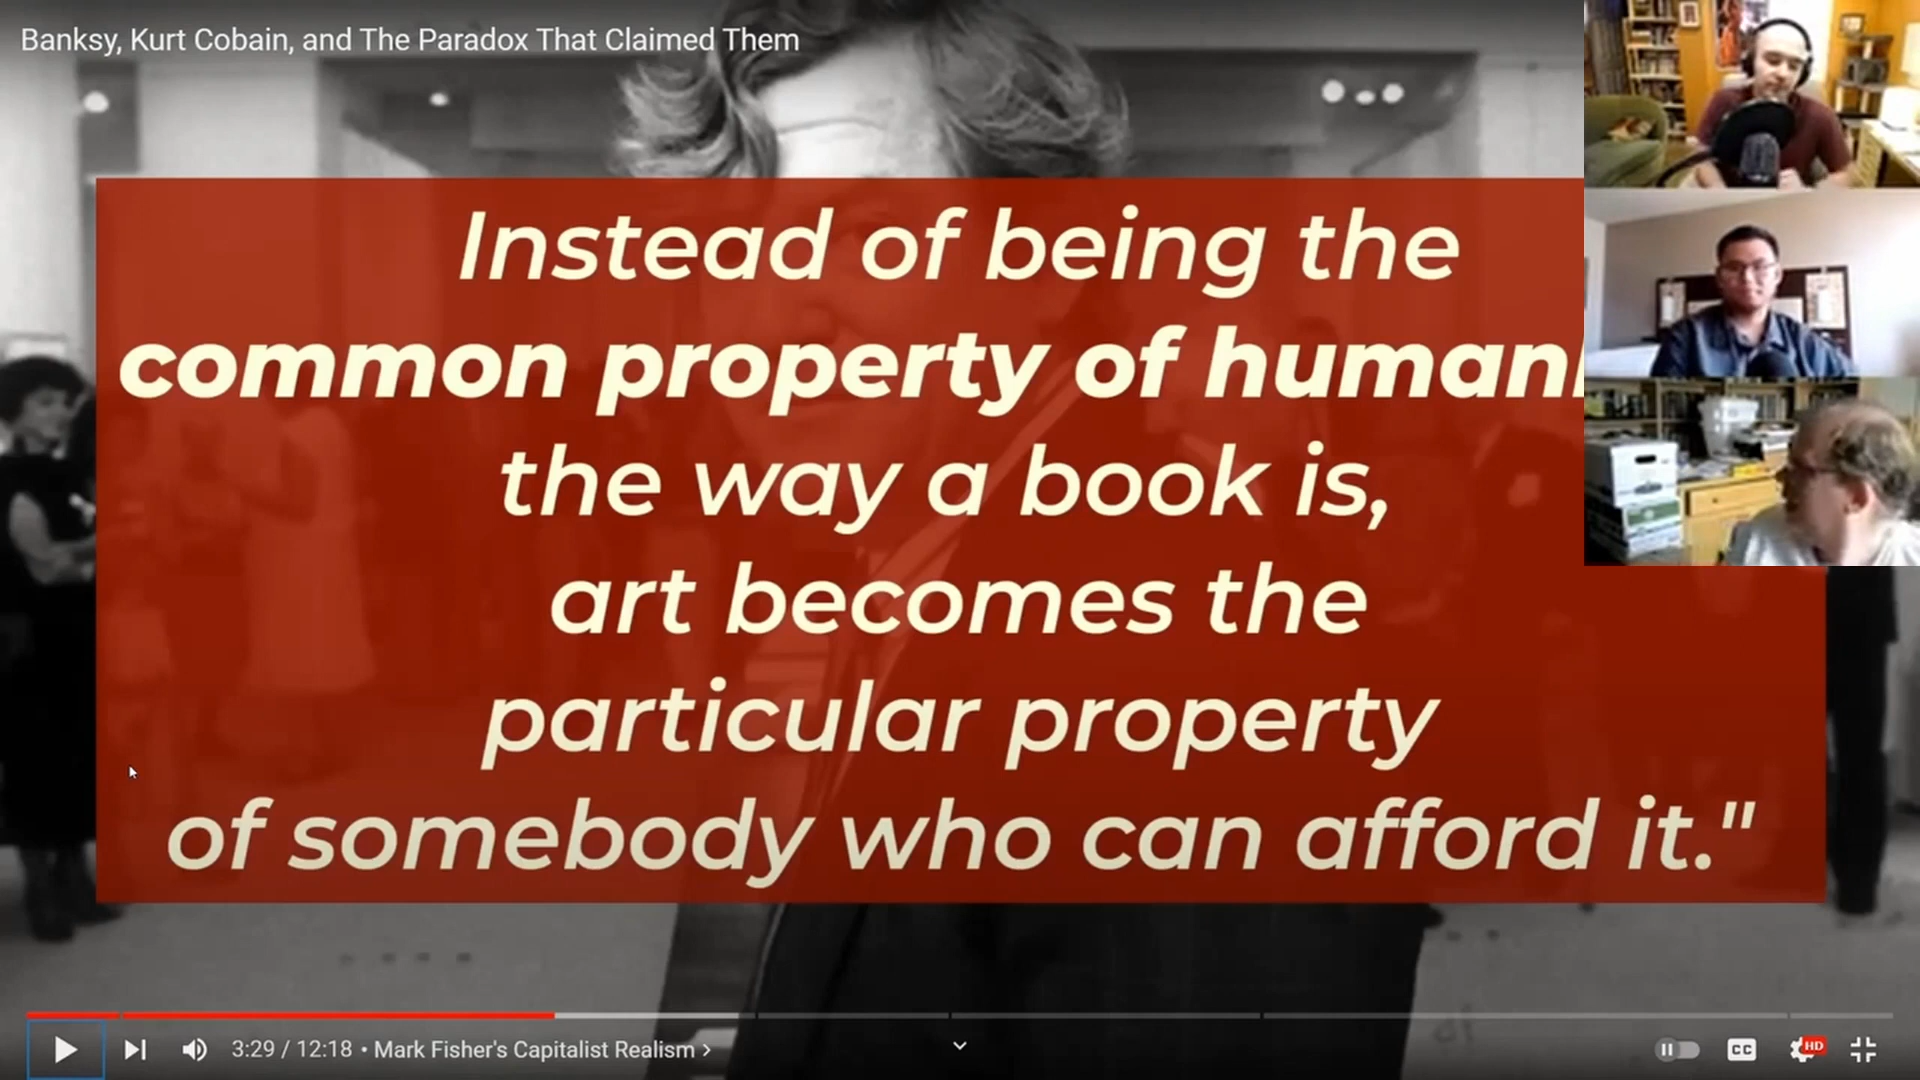 Banksy, Kurt Cobain, and The Paradox That Claimed Them
Instead of being the
common property of human
the way a book is,
art becomes the
particular property
of somebody who can afford it."
3:29 / 12:18 • Mark Fisher's Capitalist Realism >
CC
HD